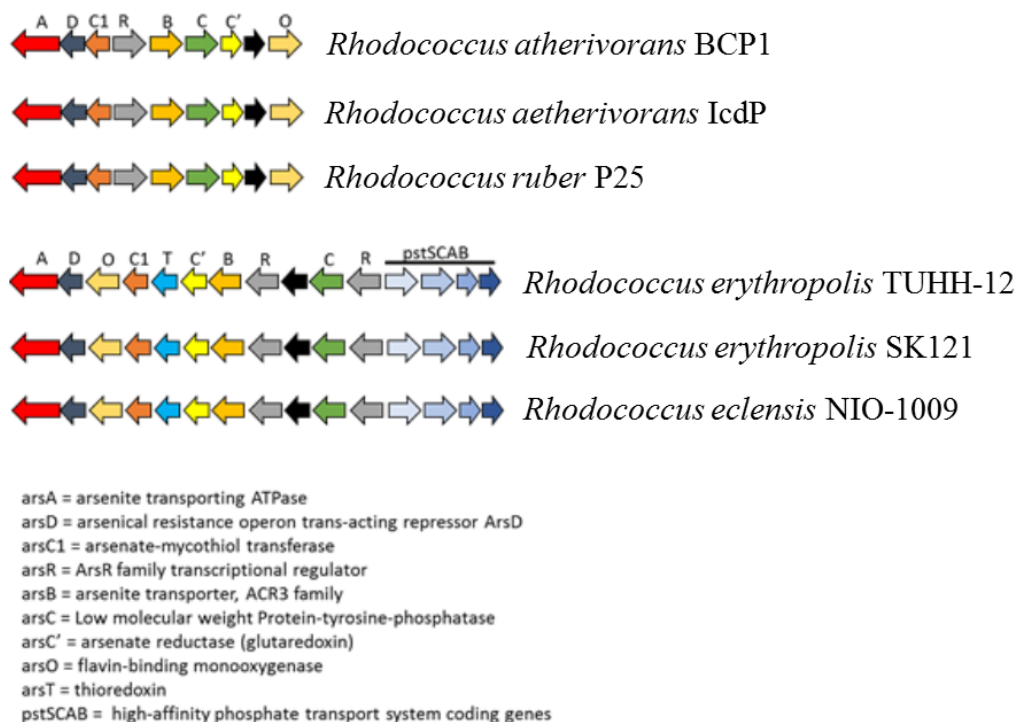 A D C1 R B C C' O
Rhodococcus atherivorans BCP1
Rhodococcus aetherivorans IcdP
Rhodococcus ruber P25
pstSCAB
A D O C1 T C' B R C R
Rhodococcus erythropolis TUHH-12
Rhodococcus erythropolis SK121
Rhodococcus eclensis NIO-1009
arsA = arsenite transporting ATPase
arsD = arsenical resistance operon trans-acting repressor ArsD
arsC1 = arsenate-mycothiol transferase
arsR = ArsR family transcriptional regulator
arsB = arsenite transporter, ACR3 family
arsC = Low molecular weight Protein-tyrosine-phosphatase
arsC' = arsenate reductase (glutaredoxin)
arsO = flavin-binding monooxygenase
arsT = thioredoxin
pstSCAB = high-affinity phosphate transport system coding genes